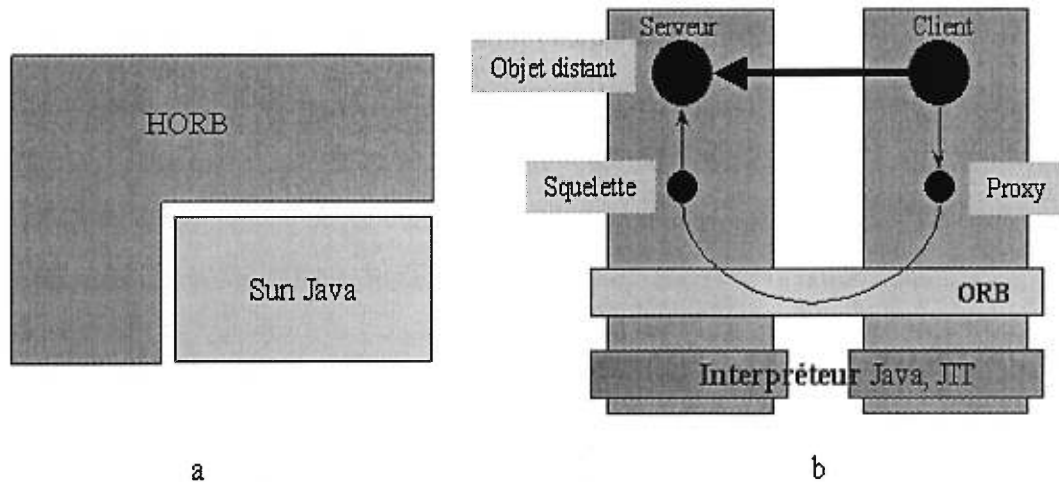 HORB
Sun Java
a
Serveur
Client
Objet distant
Squelette
Proxy
ORB
Interpréteur Java, JIT
b